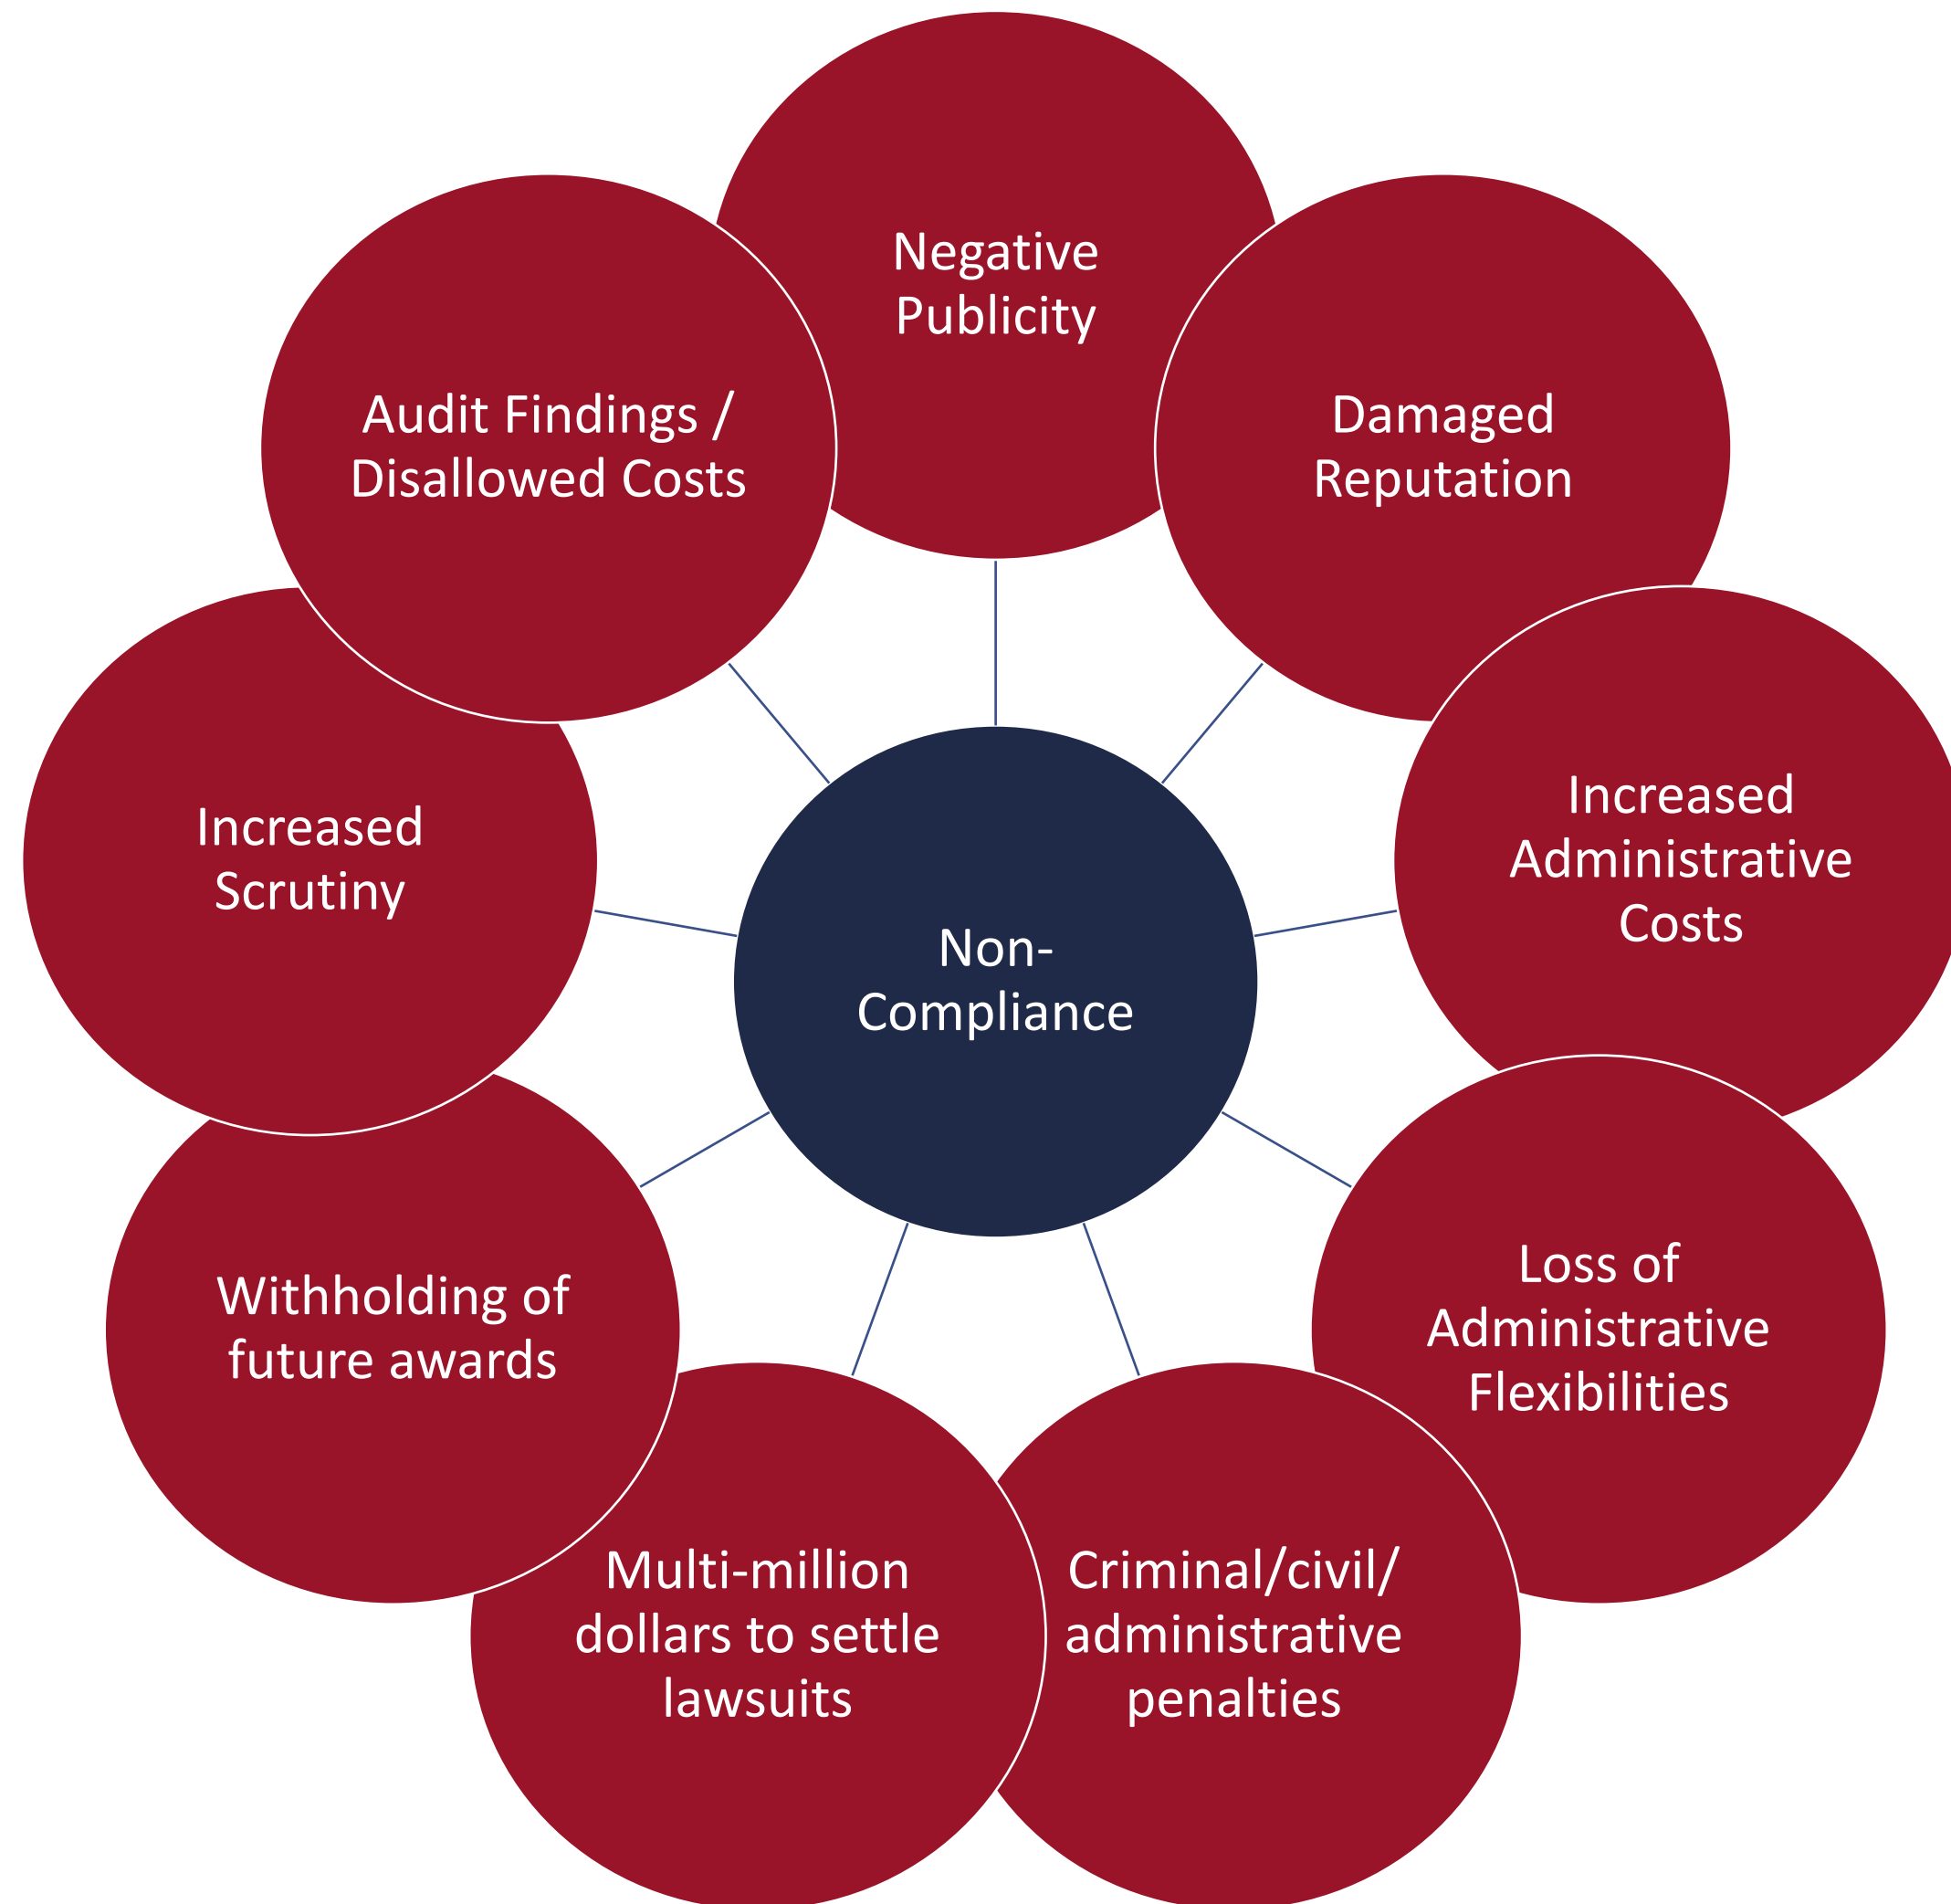 Negative
Publicity
Damaged
Reputation
Increased
Administrative
Costs
Loss of
Administrative
Flexibilities
Criminal/civil/
administrative
penalties
Multi-million
dollars to settle
lawsuits
Withholding of
future awards
Increased
Scrutiny
Audit Findings /
Disallowed Costs
Non-
Compliance